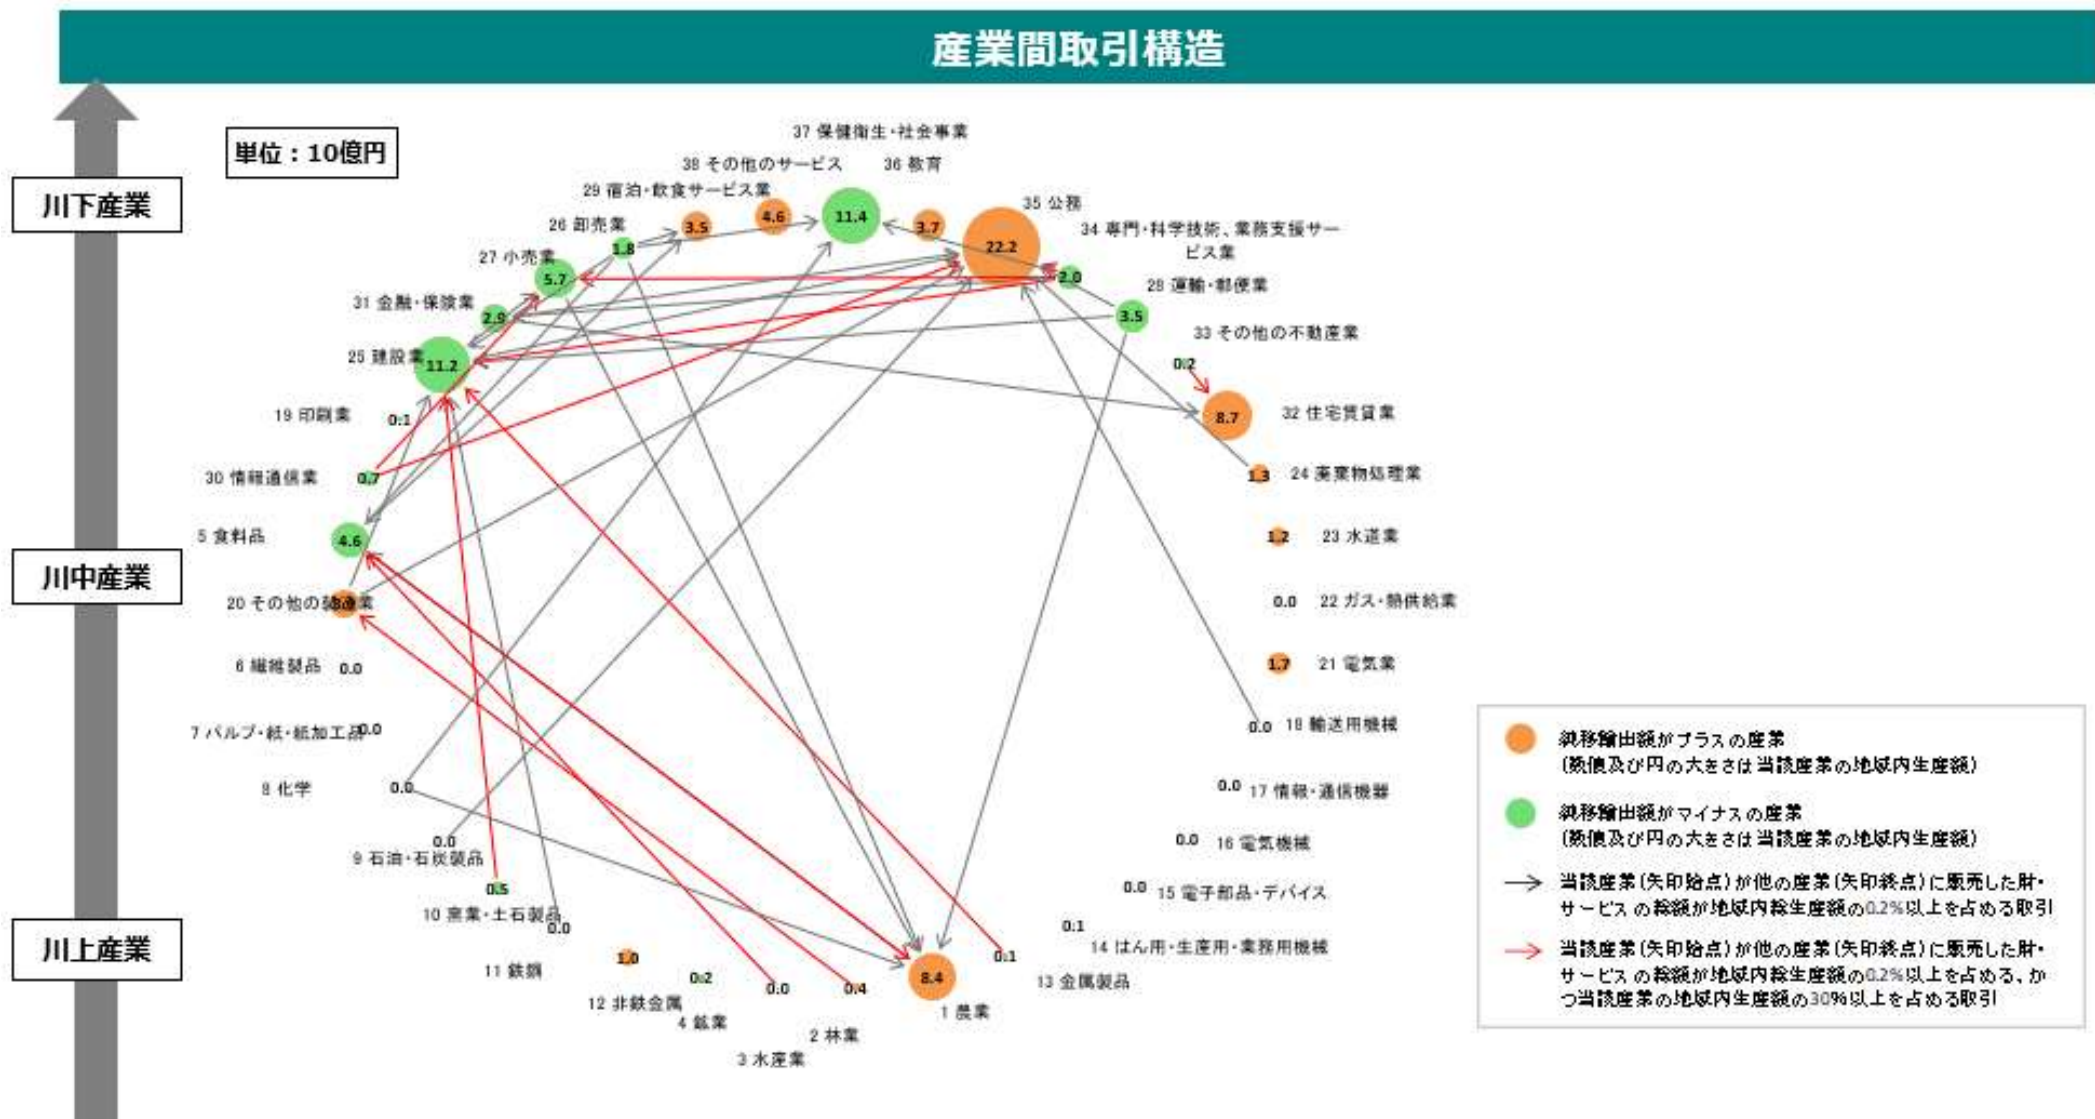 産業間取引構造
単位：10億円
川下産業
川中産業
川上産業
37 保健衛生・社会事業
38 その他のサービス
36 教育
29 宿泊・飲食サービス業
35 公務
26 卸売業
34 専門・科学技術、業務支援サー
ビス業
27 小売業
28 運輸・郵便業
31 金融・保険業
33 その他の不動産業
25 建設業
32 住宅賃貸業
19 印刷業
24 廃棄物処理業
30 情報通信業
23 水道業
5 食料品
22 ガス・熱供給業
20 その他の製造業
21 電気業
6 繊維製品
18 輸送用機械
7 パルプ・紙・紙加工品
17 情報・通信機器
8 化学
16 電気機械
9 石油・石炭製品
15 電子部品・デバイス
10 窯業・土石製品
14 はん用・生産用・業務用機械
11 鉄鋼
13 金属製品
12 非鉄金属
4 鉱業
1 農業
2 林業
3 水産業
11.4
4.6
3.5
3.7
22.2
1.8
5.7
2.0
2.9
3.5
11.2
0.2
8.7
0.1
0.7
1.3
4.6
1.2
0.0
0.0
1.7
0.0
0.0
0.0
0.0
0.0
0.0
0.5
0.0
0.0
0.1
1.0
0.2
0.0
0.4
8.4
0.1
純移輸出額がプラスの産業
（数値及び円の大きさは当該産業の地域内生産額）
純移輸出額がマイナスの産業
（数値及び円の大きさは当該産業の地域内生産額）
当該産業（矢印始点）が他の産業（矢印終点）に販売した財・
サービスの総額が地域内総生産額の0.2%以上を占める取引
当該産業（矢印始点）が他の産業（矢印終点）に販売した財・
サービスの総額が地域内総生産額の0.2%以上を占める、か
つ当該産業の地域内生産額の30%以上を占める取引